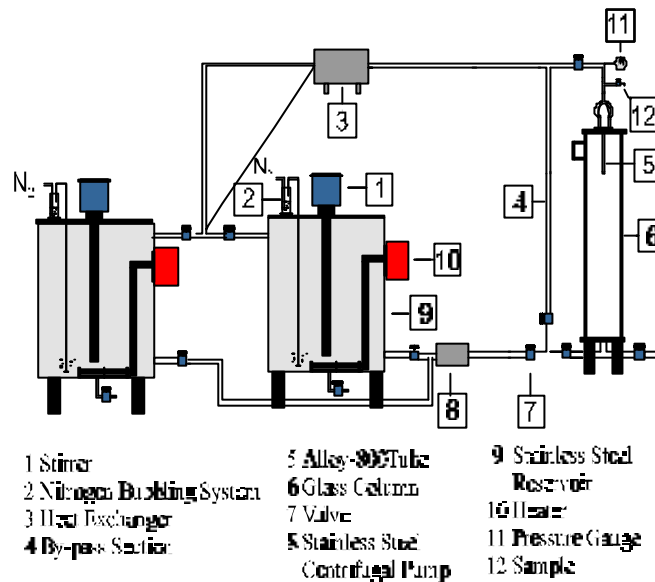 11
3
12
N₂
N₂
1
5
2
4
6
10
9
8
7
1 Stirrer
2 Nitrogen Bubbling System
3 Heat Exchanger
4 By-pass Section
5 Alloy-800 Tube
6 Glass Column
7 Valve
8 Stainless Steel
Centrifugal Pump
9 Stainless Steel
Reservoir
10 Heater
11 Pressure Gauge
12 Sample